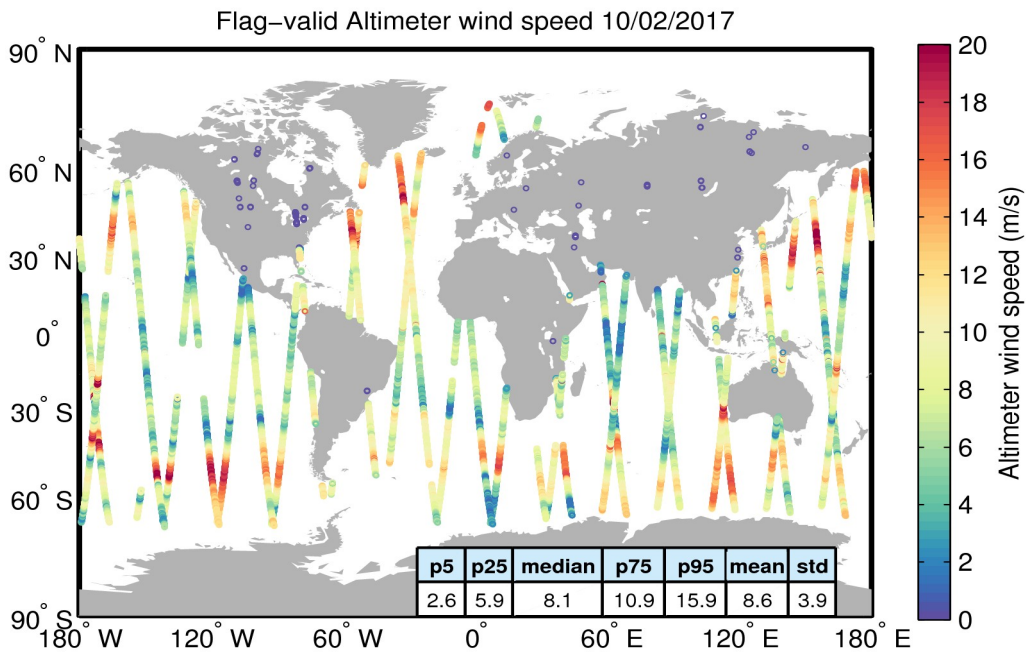 Flag−valid Altimeter wind speed 10/02/2017
90° N
60° N
30° N
0°
30° S
60° S
90° S
180° W
120° W
60° W
0°
60° E
120° E
180° E
p5 p25 median p75 p95 mean std
2.6 5.9 8.1 10.9 15.9 8.6 3.9
20
18
16
14
12
10
8
6
4
2
0
Altimeter wind speed (m/s)